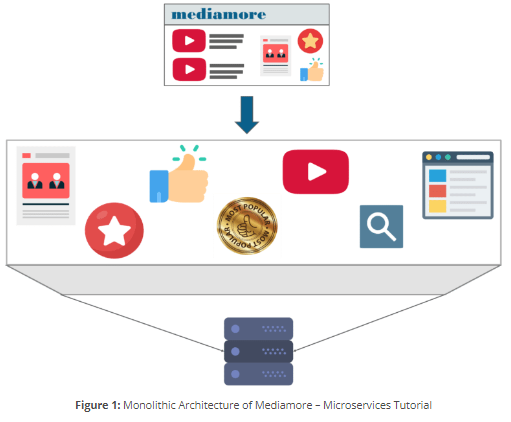 mediamore
MOST POPULAR
MOST POPULAR
Figure 1: Monolithic Architecture of Mediamore – Microservices Tutorial